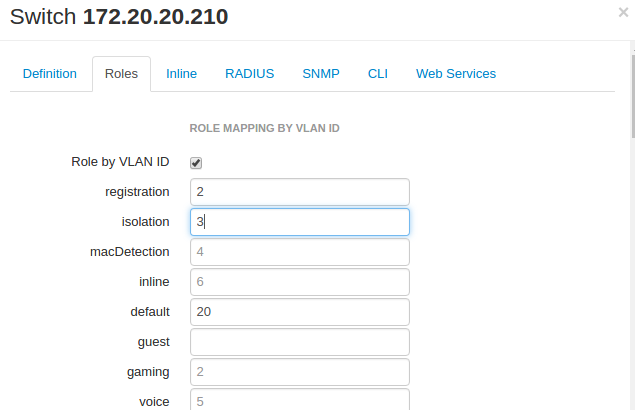 Switch 172.20.20.210 ×
Definition Roles Inline RADIUS SNMP CLI Web Services
ROLE MAPPING BY VLAN ID
Role by VLAN ID
registration 2
isolation 3
macDetection 4
inline 6
default 20
guest
gaming 2
voice 5